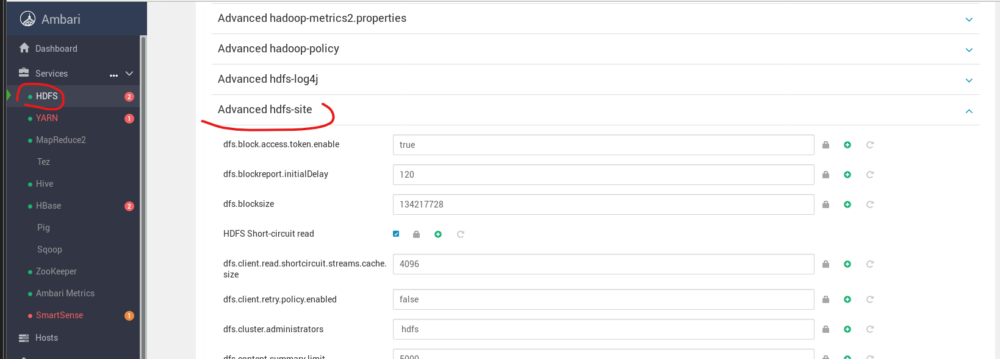 Ambari
Dashboard
Services ...
HDFS 2
YARN 1
MapReduce2
Tez
Hive
HBase 2
Pig
Sqoop
ZooKeeper
Ambari Metrics
SmartSense 1
Hosts
Advanced hadoop-metrics2.properties
Advanced hadoop-policy
Advanced hdfs-log4j
Advanced hdfs-site
dfs.block.access.token.enable true
dfs.blockreport.initialDelay 120
dfs.blocksize 134217728
HDFS Short-circuit read
dfs.client.read.shortcircuit.streams.cache. 4096
size
dfs.client.retry.policy.enabled false
dfs.cluster.administrators hdfs
dfs.content-summary.limit 5000